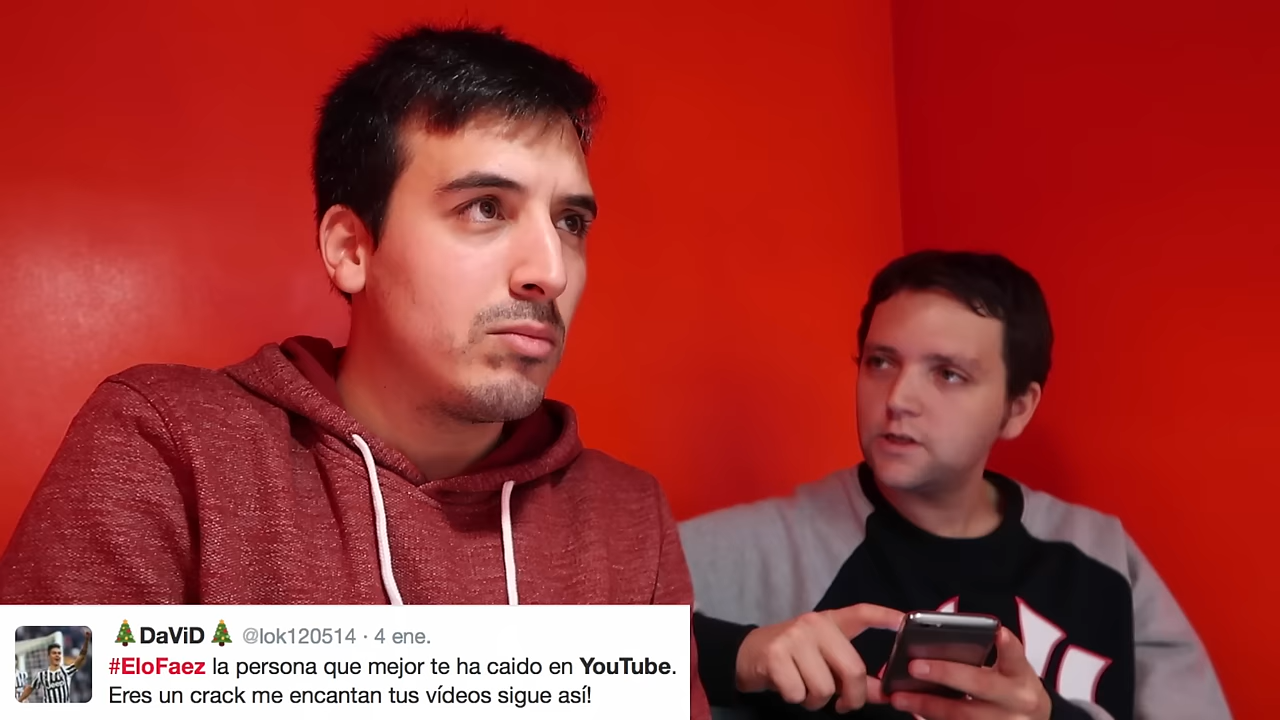 🎄DaViD🎄 @lok120514 · 4 ene.
#EloFaez la persona que mejor te ha caido en YouTube.
Eres un crack me encantan tus vídeos sigue así!